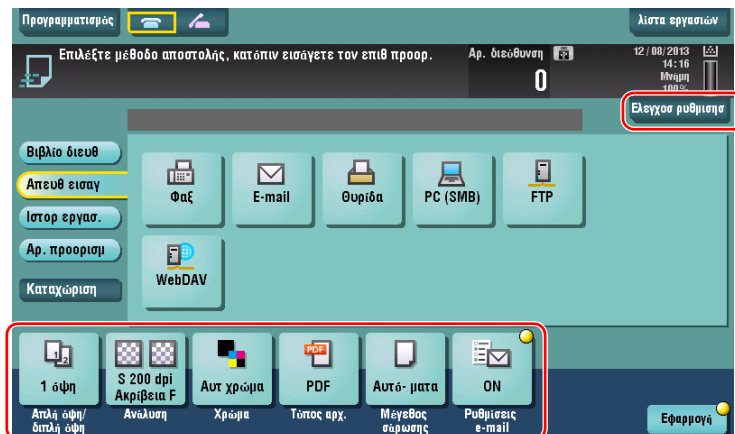 Προγραμματισμός
λίστα εργασιών
Επιλέξτε μέθοδο αποστολής, κατόπιν εισάγετε τον επιθ προορ.
Αρ. διεύθυνση
0
12/08/2013
14:16
Μνήμη
100%
Ελεγχοσ ρυθμισησ
Βιβλίο διευθ
Απευθ εισαγ
Ιστορ εργασ.
Αρ. προορισμ
Καταχώριση
Φαξ
E-mail
Θυρίδα
PC (SMB)
FTP
WebDAV
1 όψη
S 200 dpi
Ακρίβεια F
Αυτ χρώμα
PDF
PDF
Αυτό- ματα
ON
Απλή όψη/
διπλή όψη
Ανάλυση
Χρώμα
Τύπος αρχ.
Μέγεθος
σάρωσης
Ρυθμίσεις
e-mail
Εφαρμογή